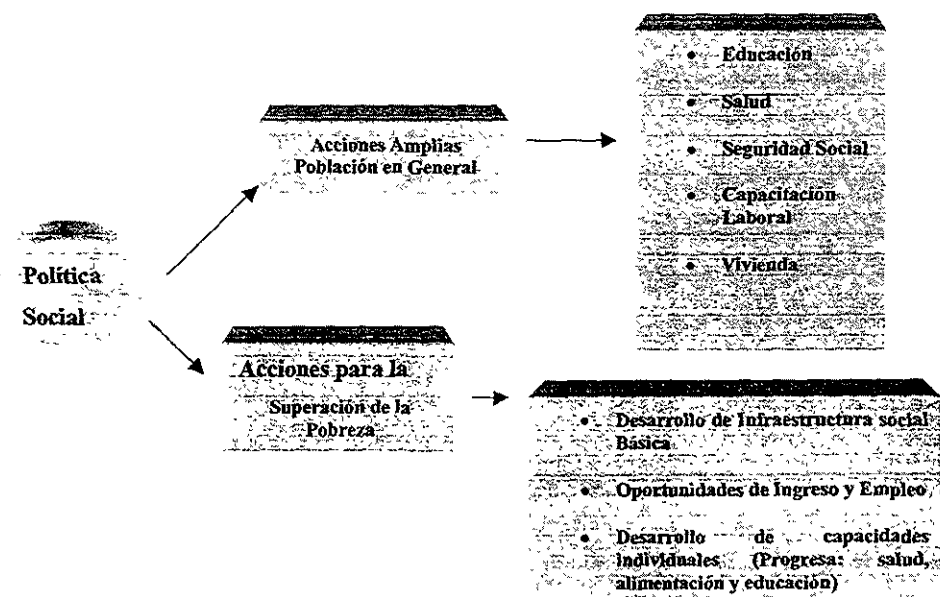 Política
Social
Acciones Amplias
Población en General
• Educación
• Salud
• Seguridad Social
• Capacitación
Laboral
• Vivienda
Acciones para la
Superación de la
Pobreza
• Desarrollo de Infraestructura social
Básica
• Oportunidades de Ingreso y Empleo
• Desarrollo de capacidades
individuales (Progresa: salud,
alimentación y educación)